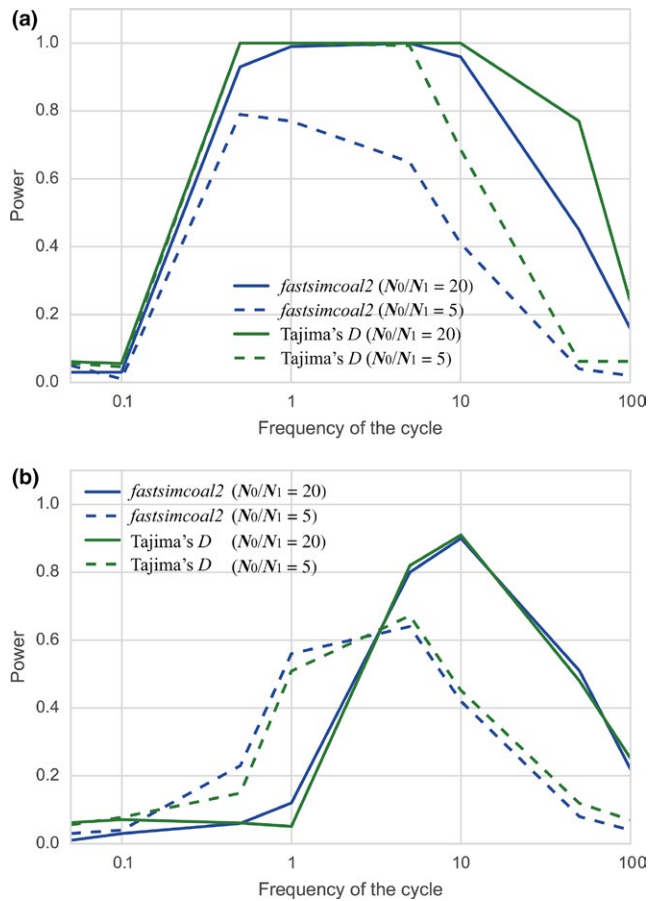 (a)
1.0
0.8
0.6
0.4
0.2
0.0
Power
fastsimcoal2 (N0/N1 = 20)
fastsimcoal2 (N0/N1 = 5)
Tajima's D (N0/N1 = 20)
Tajima's D (N0/N1 = 5)
0.1 1 10 100
Frequency of the cycle
(b)
fastsimcoal2 (N0/N1 = 20)
fastsimcoal2 (N0/N1 = 5)
Tajima's D (N0/N1 = 20)
Tajima's D (N0/N1 = 5)
1.0
0.8
0.6
0.4
0.2
0.0
Power
0.1 1 10 100
Frequency of the cycle